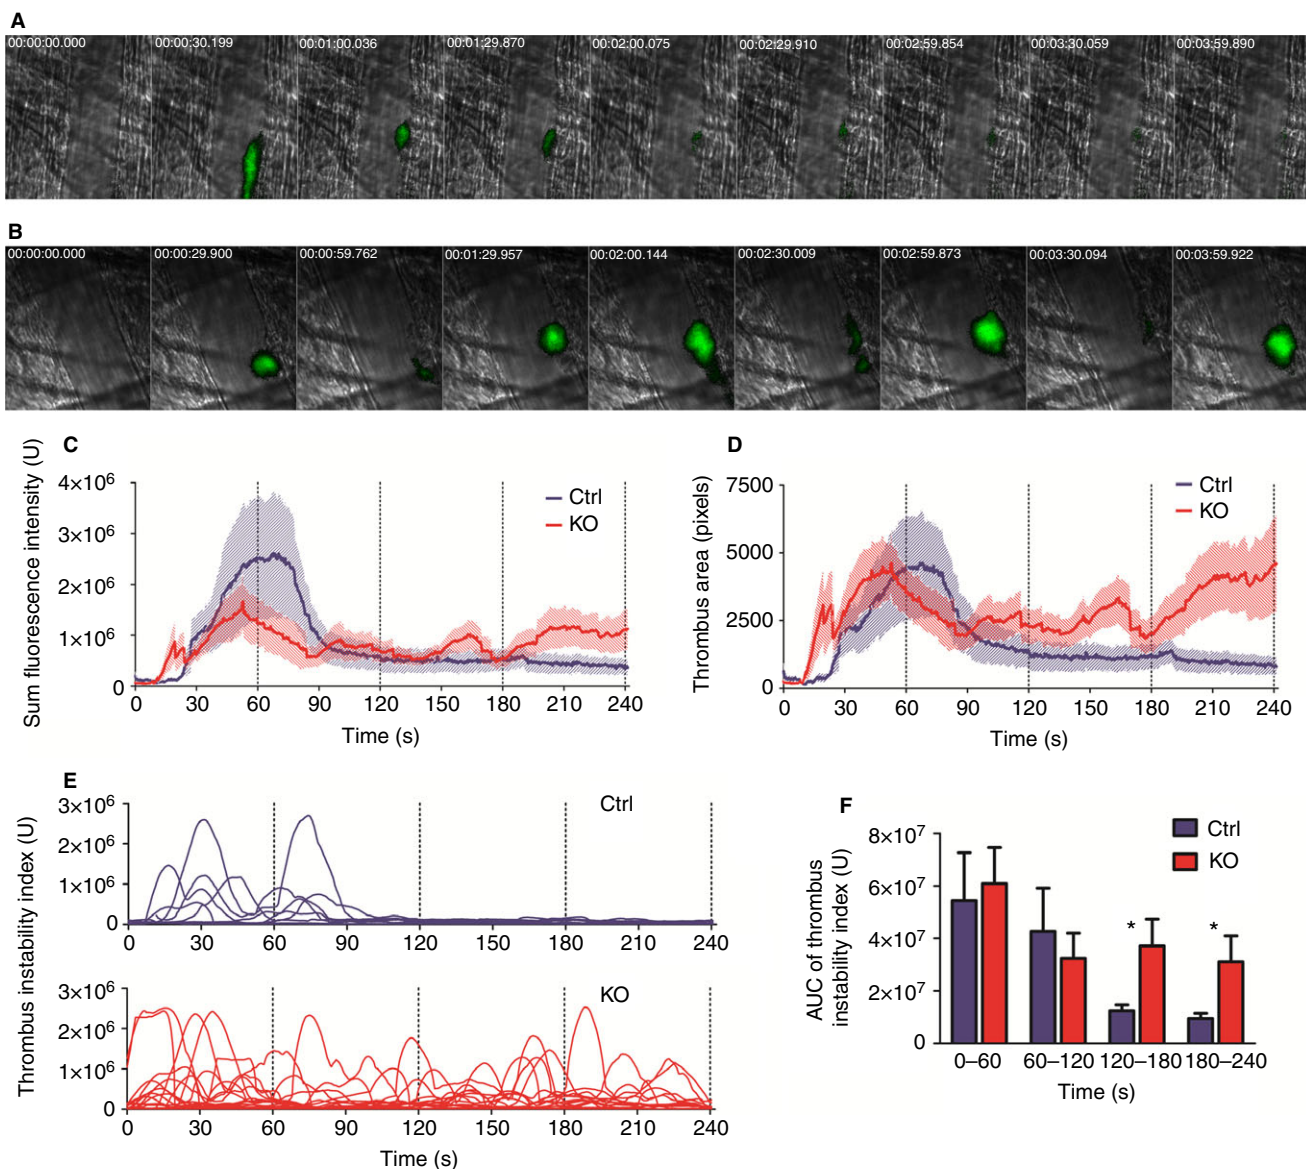 A
00:00:00.000 00:00:30.199 00:01:00.036 00:01:29.870 00:02:00.075 00:02:29.910 00:02:59.854 00:03:30.059 00:03:59.890
B
00:00:00.000 00:00:29.900 00:00:59.762 00:01:29.957 00:02:00.144 00:02:30.009 00:02:59.873 00:03:30.094 00:03:59.922
C
Sum fluorescence intensity (U)
4×10⁶
3×10⁶
2×10⁶
1×10⁶
0
Ctrl
KO
0 30 60 90 120 150 180 210 240
Time (s)
D
Thrombus area (pixels)
7500
5000
2500
0
Ctrl
KO
0 30 60 90 120 150 180 210 240
Time (s)
E
Thrombus instability index (U)
3×10⁶
2×10⁶
1×10⁶
0
Ctrl
0 30 60 90 120 150 180 210 240
3×10⁶
2×10⁶
1×10⁶
0
KO
0 30 60 90 120 150 180 210 240
Time (s)
F
AUC of thrombus
instability index (U)
8×10⁷
6×10⁷
4×10⁷
2×10⁷
0
Ctrl
KO
* *
0–60 60–120 120–180 180–240
Time (s)